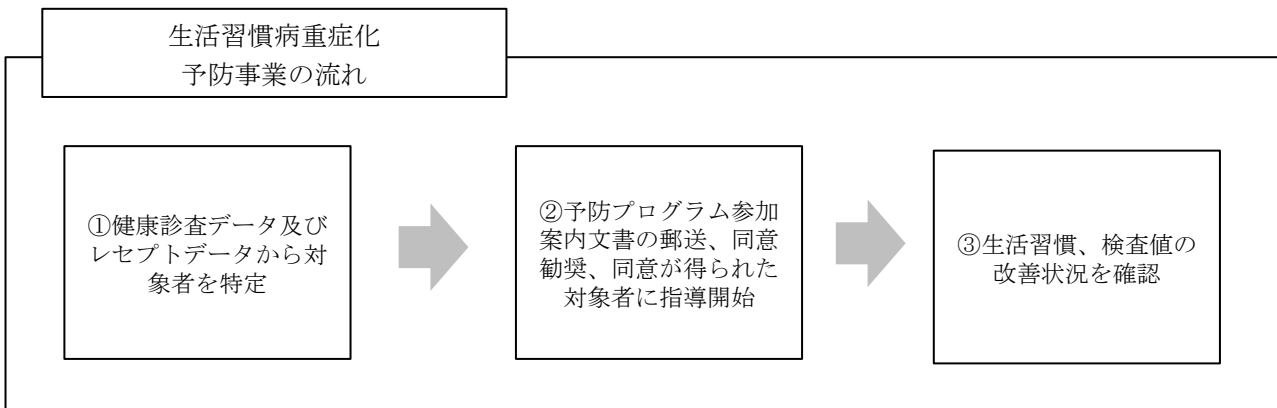 生活習慣病重症化
予防事業の流れ
①健康診査データ及び
レセプトデータから対
象者を特定
②予防プログラム参加
案内文書の郵送、同意
勧奨、同意が得られた
対象者に指導開始
③生活習慣、検査値の
改善状況を確認